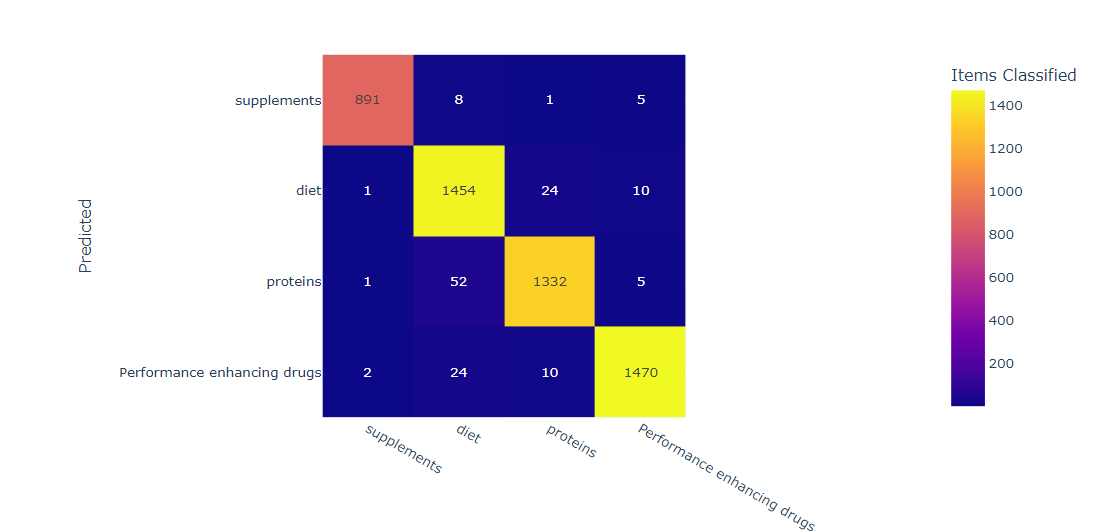 Items Classified
supplements 891 8 1 5
1400
1200
diet 1 1454 24 10
1000
Predicted
800
proteins 1 52 1332 5
600
400
Performance enhancing drugs 2 24 10 1470
200
supplements diet proteins Performance enhancing drugs